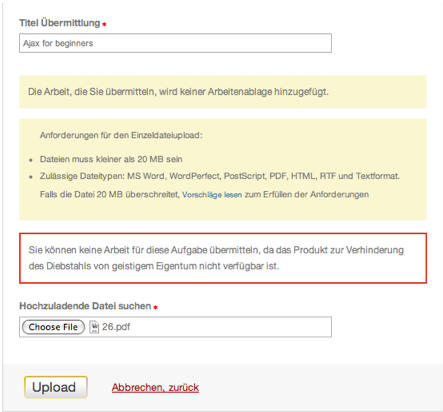 Titel Übermittlung *
Ajax for beginners
Die Arbeit, die Sie übermitteln, wird keiner Arbeitenablage hinzugefügt.
Anforderungen für den Einzeldateiupload:
• Dateien muss kleiner als 20 MB sein
• Zulässige Dateitypen: MS Word, WordPerfect, PostScript, PDF, HTML, RTF und Textformat.
Falls die Datei 20 MB überschreitet, Vorschläge lesen zum Erfüllen der Anforderungen
Sie können keine Arbeit für diese Aufgabe übermitteln, da das Produkt zur Verhinderung
des Diebstahls von geistigem Eigentum nicht verfügbar ist.
Hochzuladende Datei suchen *
Choose File 26.pdf
Upload Abbrechen, zurück